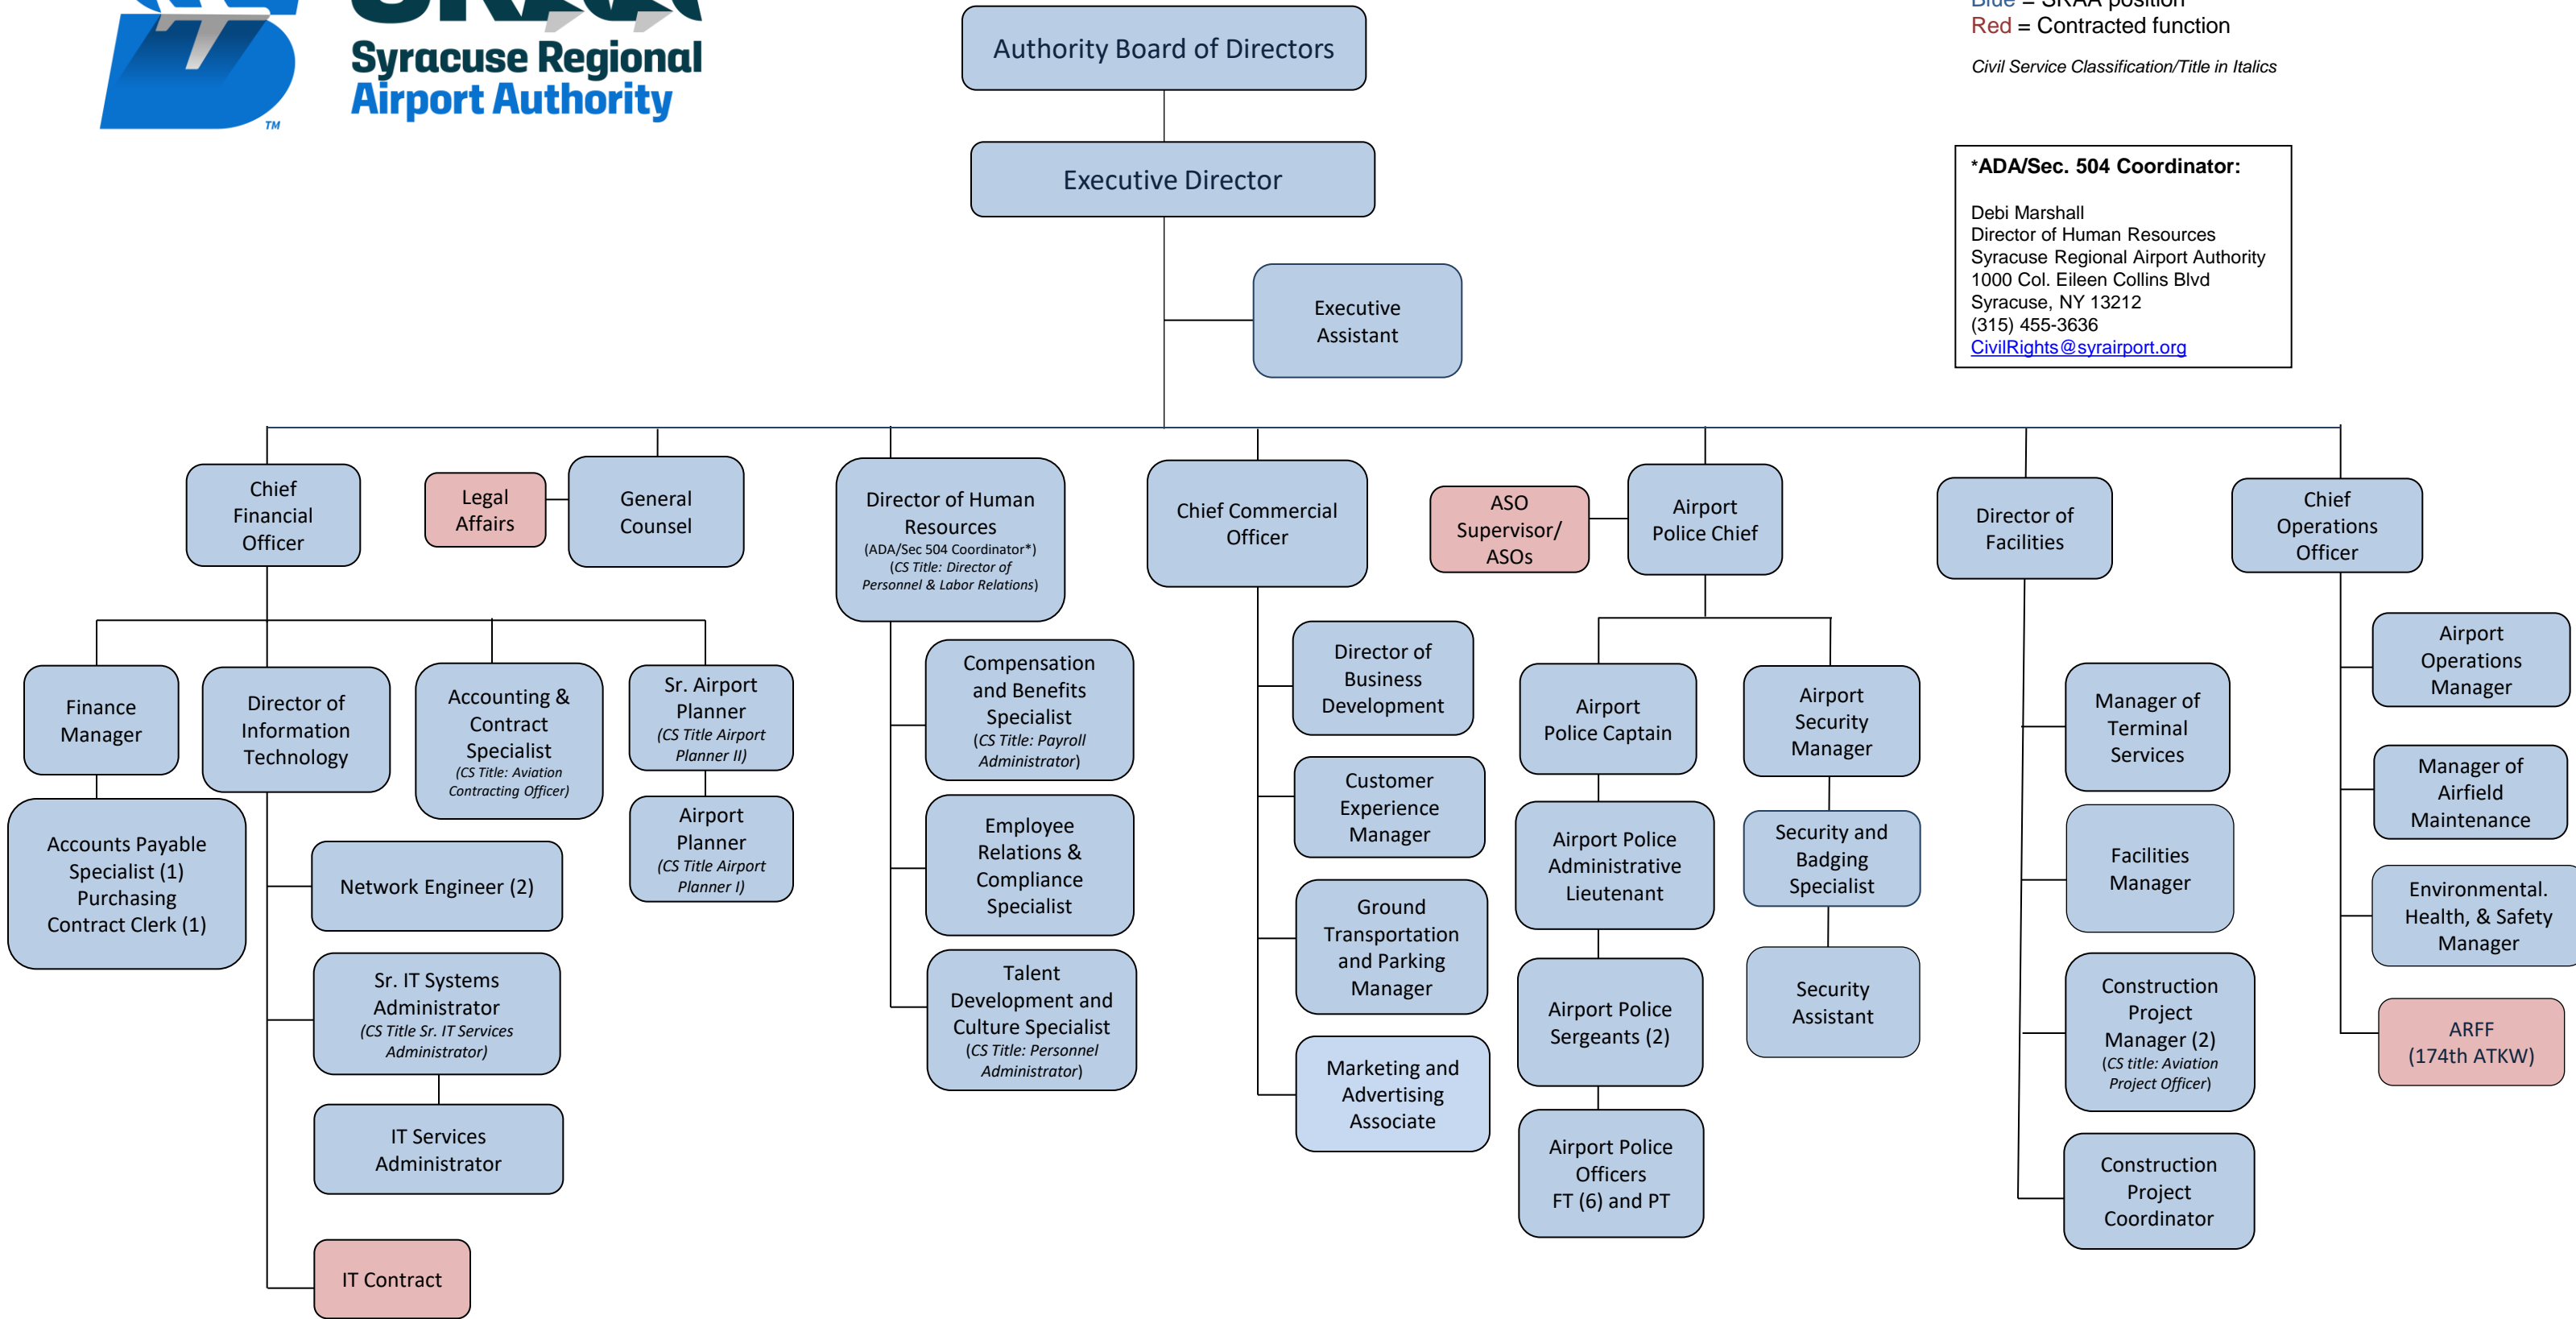 Syracuse Regional
Airport Authority
TM
Blue = SRAA position
Red = Contracted function
Civil Service Classification/Title in Italics
*ADA/Sec. 504 Coordinator:
Debi Marshall
Director of Human Resources
Syracuse Regional Airport Authority
1000 Col. Eileen Collins Blvd
Syracuse, NY 13212
(315) 455-3636
CivilRights@syrairport.org
Authority Board of Directors
Executive Director
Executive
Assistant
Chief
Financial
Officer
Legal
Affairs
General
Counsel
Director of Human
Resources
(ADA/Sec 504 Coordinator*)
(CS Title: Director of
Personnel & Labor Relations)
Chief Commercial
Officer
ASO
Supervisor/
ASOs
Airport
Police Chief
Director of
Facilities
Chief
Operations
Officer
Finance
Manager
Accounts Payable
Specialist (1)
Purchasing
Contract Clerk (1)
Director of
Information
Technology
Network Engineer (2)
Sr. IT Systems
Administrator
(CS Title Sr. IT Services
Administrator)
IT Services
Administrator
IT Contract
Accounting &
Contract
Specialist
(CS Title: Aviation
Contracting Officer)
Sr. Airport
Planner
(CS Title Airport
Planner II)
Airport
Planner
(CS Title Airport
Planner I)
Compensation
and Benefits
Specialist
(CS Title: Payroll
Administrator)
Employee
Relations &
Compliance
Specialist
Talent
Development and
Culture Specialist
(CS Title: Personnel
Administrator)
Director of
Business
Development
Customer
Experience
Manager
Ground
Transportation
and Parking
Manager
Marketing and
Advertising
Associate
Airport
Police Captain
Airport Police
Administrative
Lieutenant
Airport Police
Sergeants (2)
Airport Police
Officers
FT (6) and PT
Airport
Security
Manager
Security and
Badging
Specialist
Security
Assistant
Manager of
Terminal
Services
Facilities
Manager
Construction
Project
Manager (2)
(CS title: Aviation
Project Officer)
Construction
Project
Coordinator
Airport
Operations
Manager
Manager of
Airfield
Maintenance
Environmental.
Health, & Safety
Manager
ARFF
(174th ATKW)